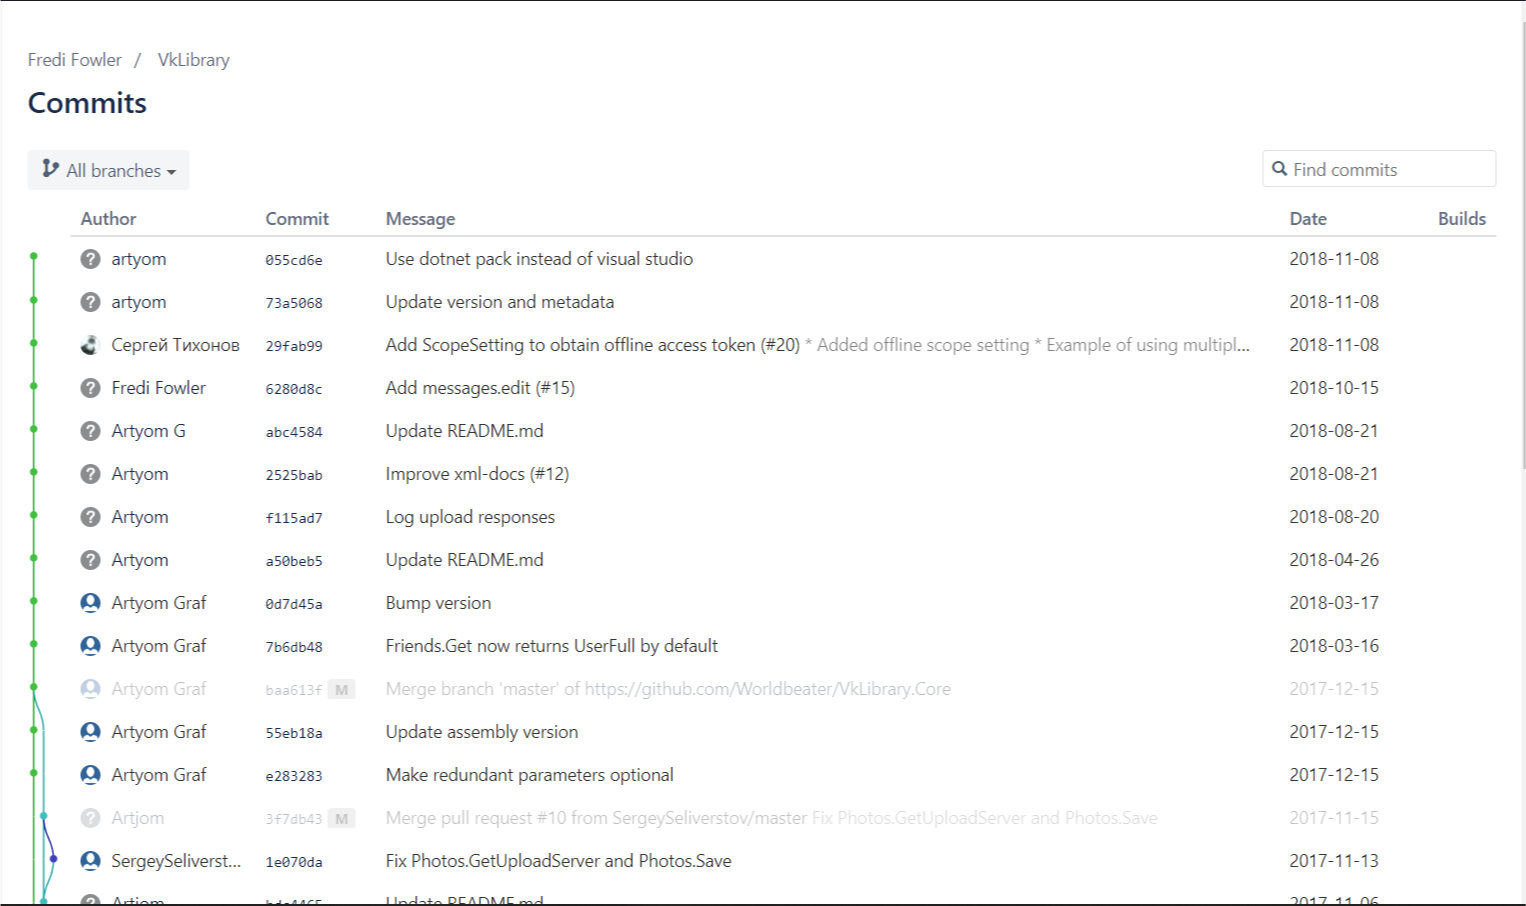 Fredi Fowler / VkLibrary
Commits
All branches
Find commits
Author Commit Message Date Builds
artyom 055cd6e Use dotnet pack instead of visual studio 2018-11-08
artyom 73a5068 Update version and metadata 2018-11-08
Сергей Тихонов 29fab99 Add ScopeSetting to obtain offline access token (#20) * Added offline scope setting * Example of using multipl... 2018-11-08
Fredi Fowler 6280d8c Add messages.edit (#15) 2018-10-15
Artyom G abc4584 Update README.md 2018-08-21
Artyom 2525bab Improve xml-docs (#12) 2018-08-21
Artyom f115ad7 Log upload responses 2018-08-20
Artyom a50beb5 Update README.md 2018-04-26
Artyom Graf 0d7d45a Bump version 2018-03-17
Artyom Graf 7b6db48 Friends.Get now returns UserFull by default 2018-03-16
Artyom Graf baa613f M Merge branch 'master' of https://github.com/Worldbeater/VkLibrary.Core 2017-12-15
Artyom Graf 55eb18a Update assembly version 2017-12-15
Artyom Graf e283283 Make redundant parameters optional 2017-12-15
Artjom 3f7db43 M Merge pull request #10 from SergeySeliverstov/master Fix Photos.GetUploadServer and Photos.Save 2017-11-15
SergeySeliverst... 1e070da Fix Photos.GetUploadServer and Photos.Save 2017-11-13
Artjom Update README.md 2017-11-06